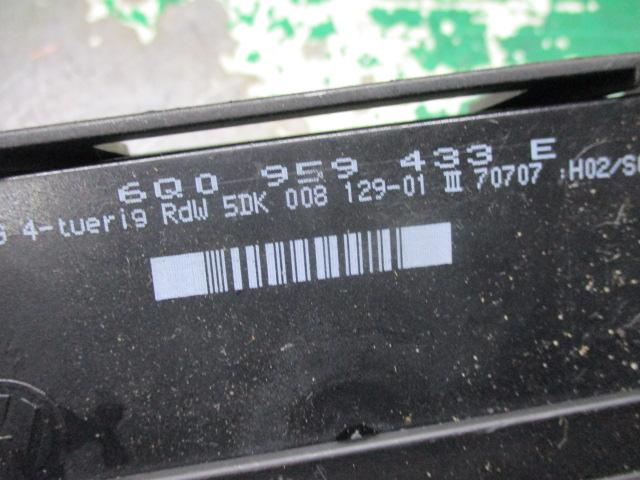 6Q0 959 433 E
4-tuerig RdW 5DK 008 129-01 III 70707 :H02/S